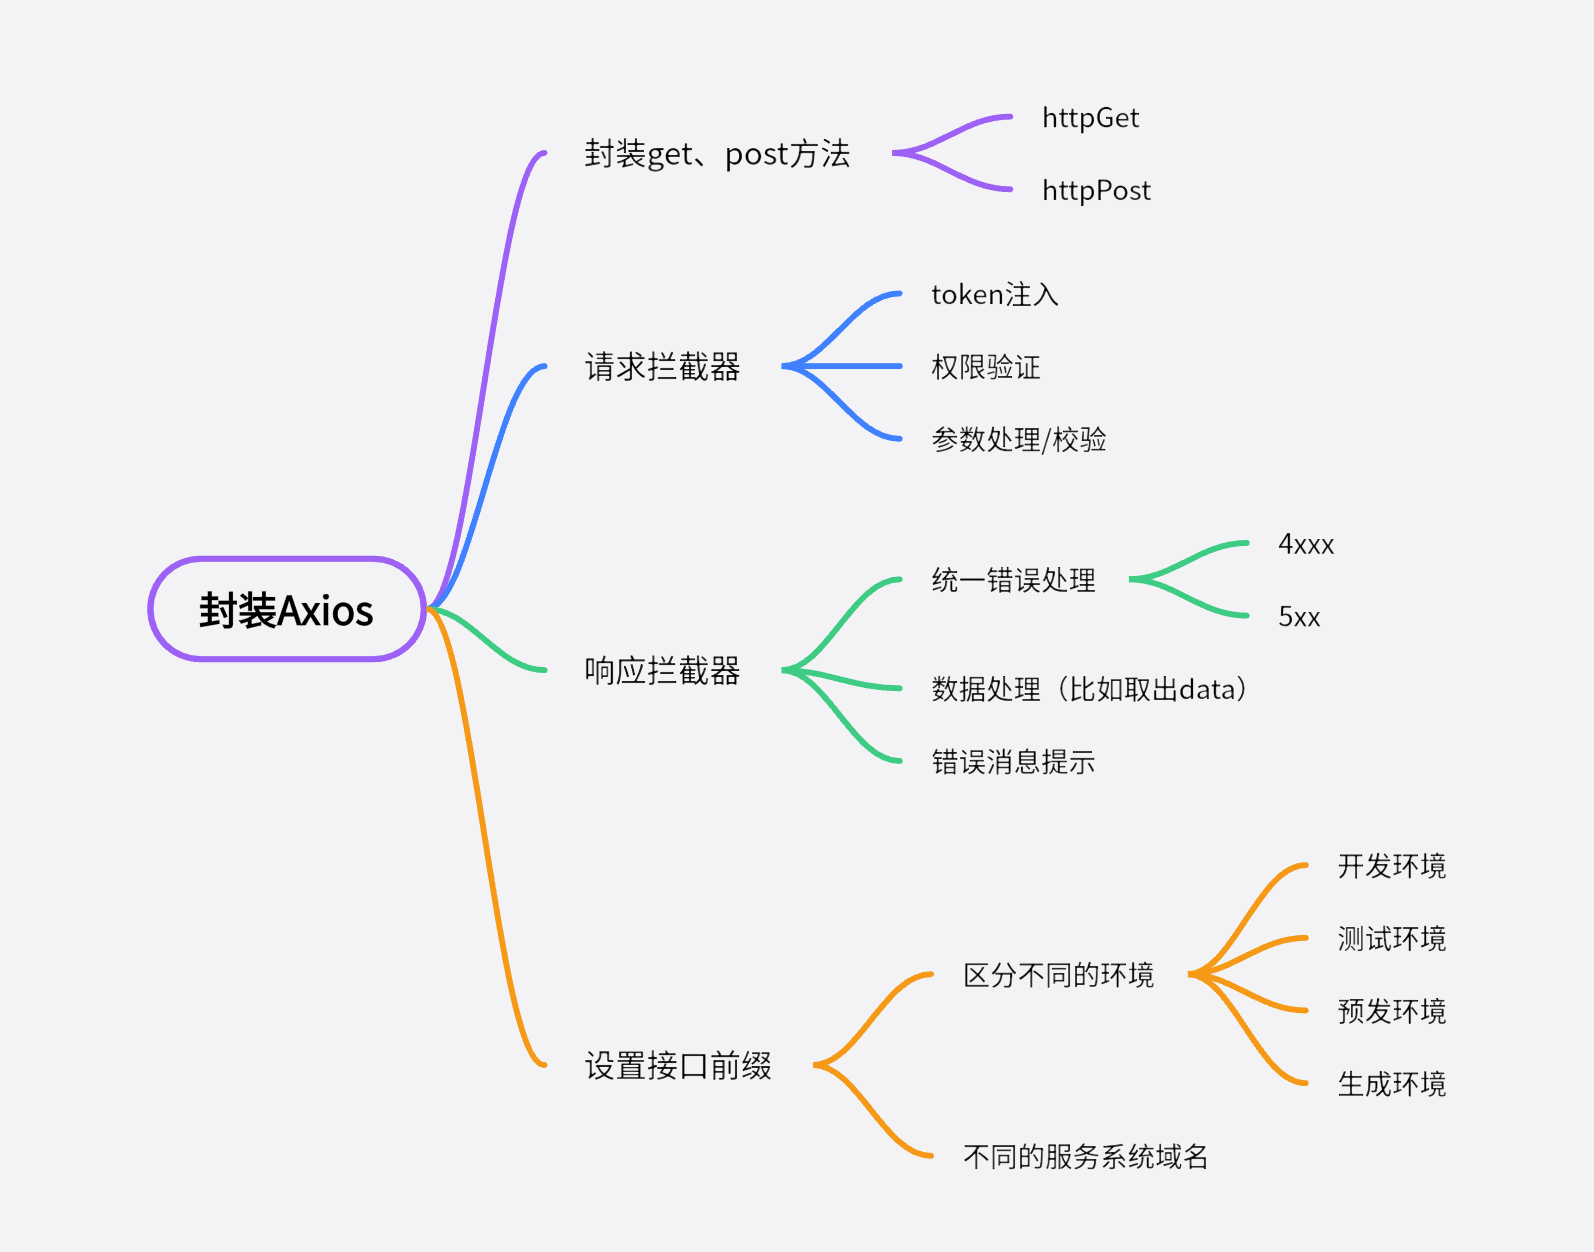 封装Axios
封装get、post方法
httpGet
httpPost
请求拦截器
token注入
权限验证
参数处理/校验
响应拦截器
统一错误处理
4xxx
5xx
数据处理（比如取出data）
错误消息提示
设置接口前缀
区分不同的环境
开发环境
测试环境
预发环境
生成环境
不同的服务系统域名